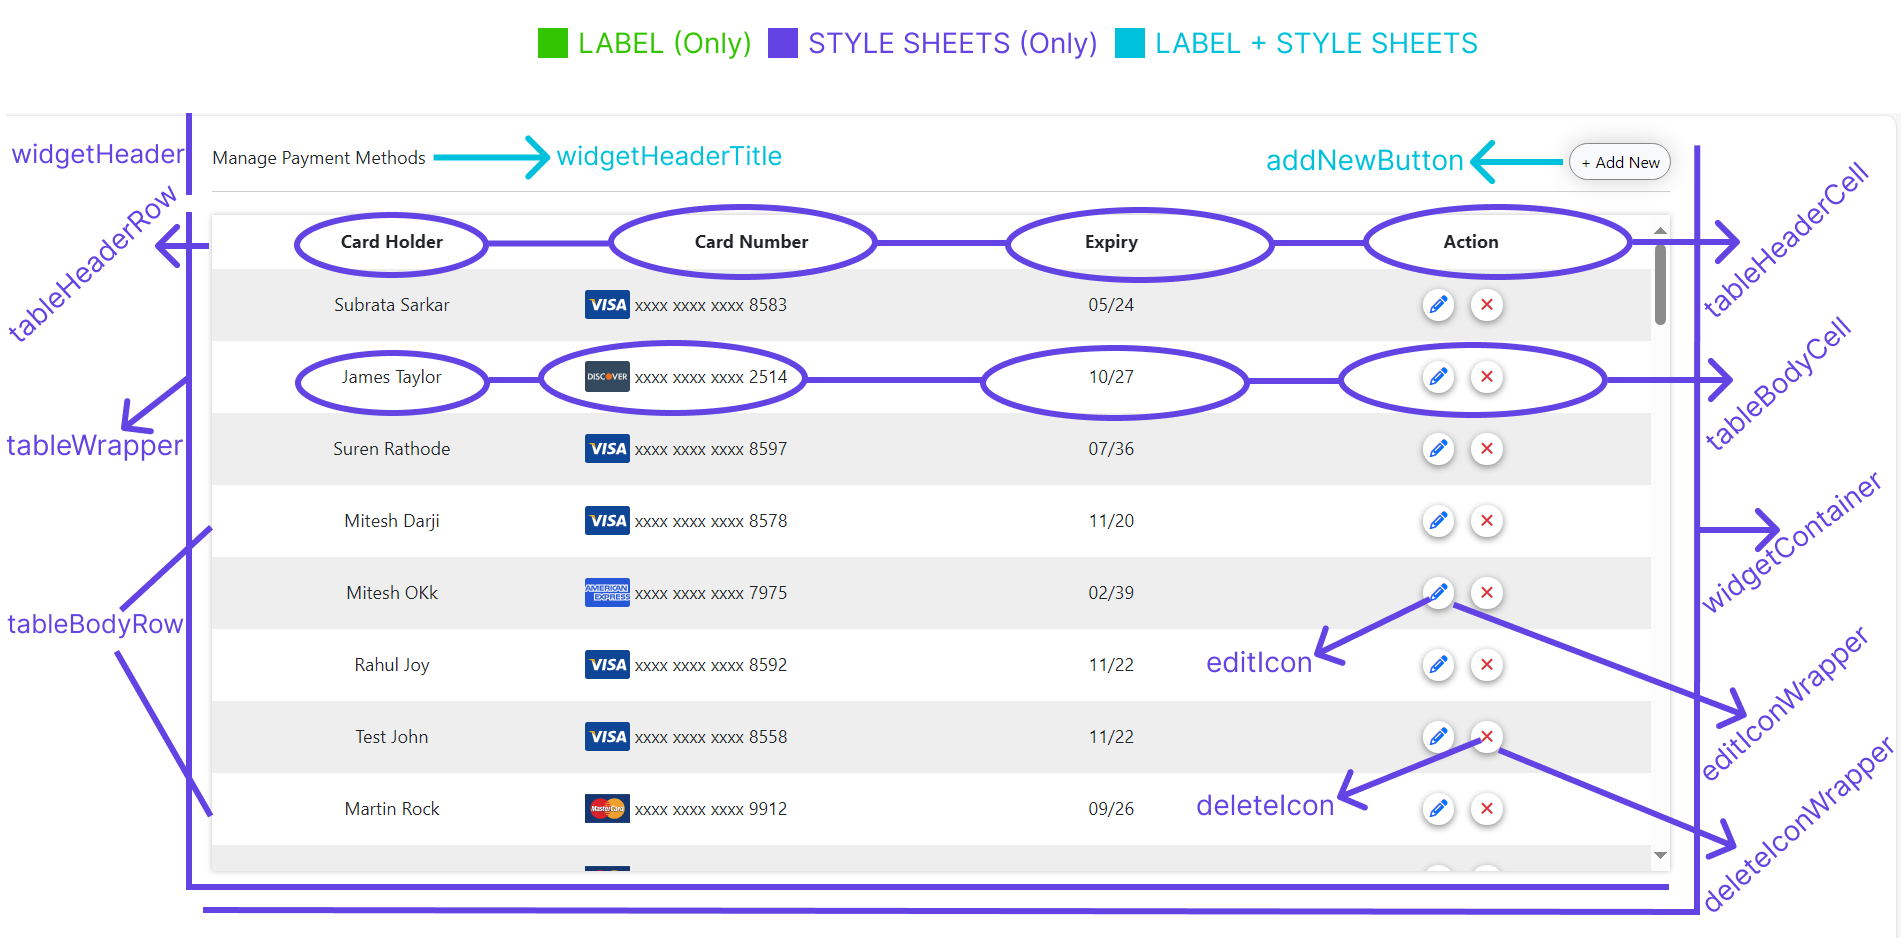 LABEL (Only) STYLE SHEETS (Only) LABEL + STYLE SHEETS
widgetHeader
Manage Payment Methods
widgetHeaderTitle
addNewButton
+ Add New
tableHeaderRow
Card Holder Card Number Expiry Action
tableHeaderCell
Subrata Sarkar VISA xxxx xxxx xxxx 8583 05/24
James Taylor DISCOVER xxxx xxxx xxxx 2514 10/27
tableBodyCell
tableWrapper
Suren Rathode VISA xxxx xxxx xxxx 8597 07/36
Mitesh Darji VISA xxxx xxxx xxxx 8578 11/20
widgetContainer
Mitesh OKk AMERICAN EXPRESS xxxx xxxx xxxx 7975 02/39
tableBodyRow
Rahul Joy VISA xxxx xxxx xxxx 8592 11/22
editIcon
editIconWrapper
Test John VISA xxxx xxxx xxxx 8558 11/22
Martin Rock MasterCard xxxx xxxx xxxx 9912 09/26
deleteIcon
deleteIconWrapper